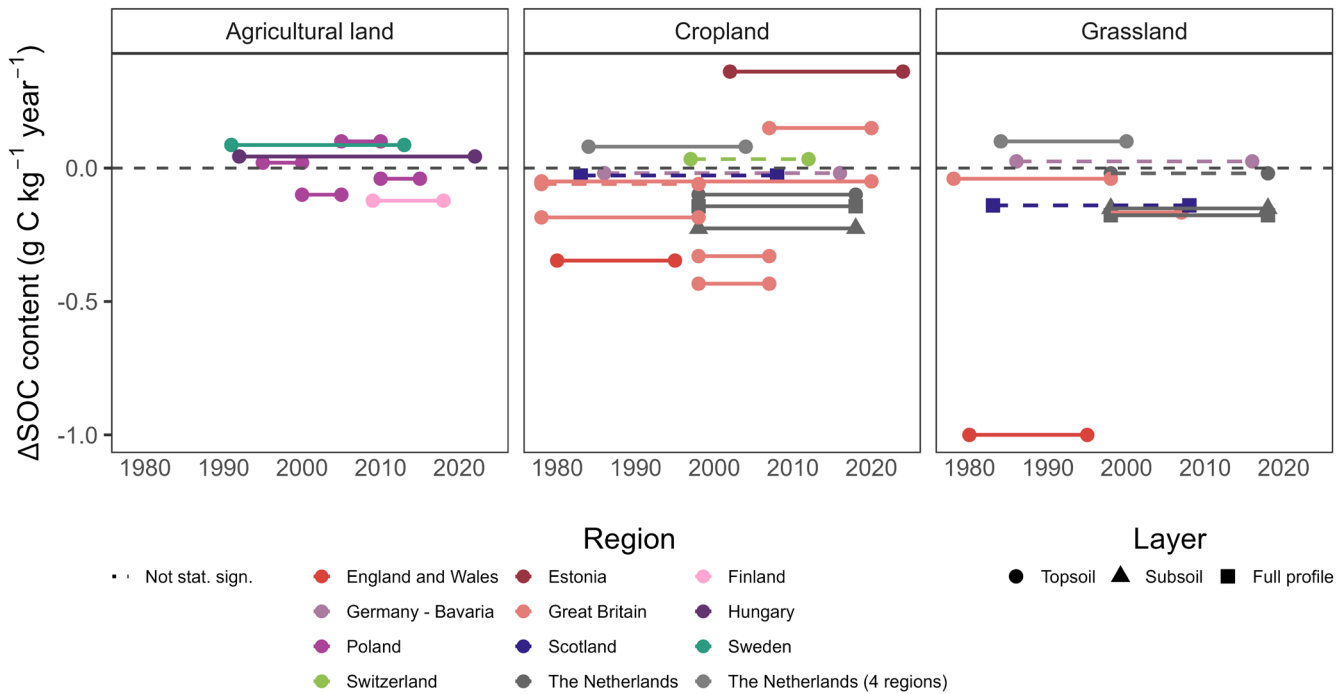 Agricultural land Cropland Grassland
ΔSOC content (g C kg⁻¹ year⁻¹)
0.0
-0.5
-1.0
1980 1990 2000 2010 2020 1980 1990 2000 2010 2020 1980 1990 2000 2010 2020
Region Layer
Not stat. sign. England and Wales Estonia Finland Topsoil Subsoil Full profile
Germany - Bavaria Great Britain Hungary
Poland Scotland Sweden
Switzerland The Netherlands The Netherlands (4 regions)